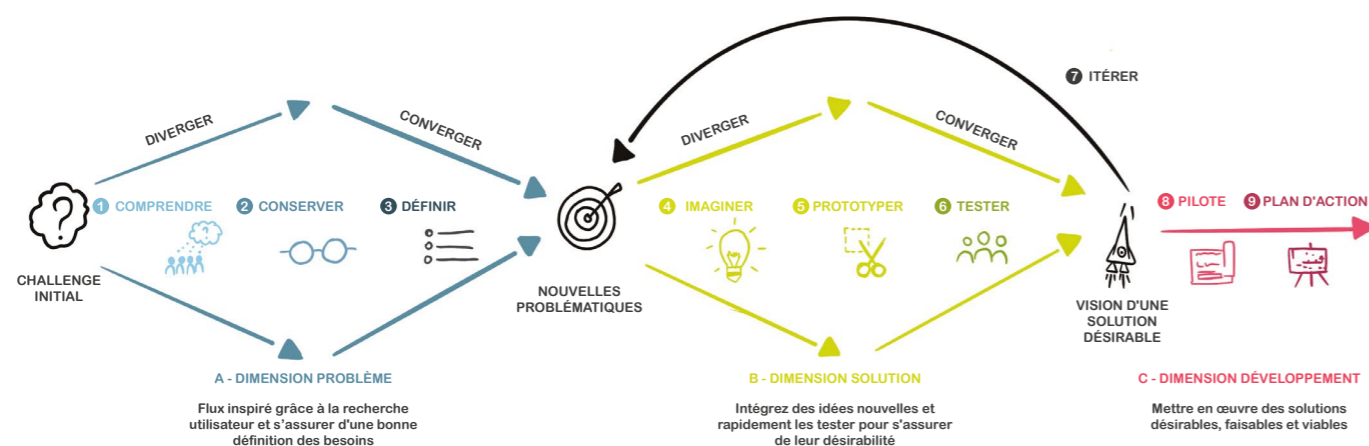 7 ITÉRER
DIVERGER
CONVERGER
DIVERGER
CONVERGER
1 COMPRENDRE
2 CONSERVER
3 DÉFINIR
4 IMAGINER
5 PROTOTYPER
6 TESTER
8 PILOTE
9 PLAN D'ACTION
CHALLENGE
INITIAL
NOUVELLES
PROBLÉMATIQUES
VISION D'UNE
SOLUTION
DÉSIRABLE
A - DIMENSION PROBLÈME
Flux inspiré grâce à la recherche
utilisateur et s'assurer d'une bonne
définition des besoins
B - DIMENSION SOLUTION
Intégrez des idées nouvelles et
rapidement les tester pour s'assurer
de leur désirabilité
C - DIMENSION DÉVELOPPEMENT
Mettre en œuvre des solutions
désirables, faisables et viables